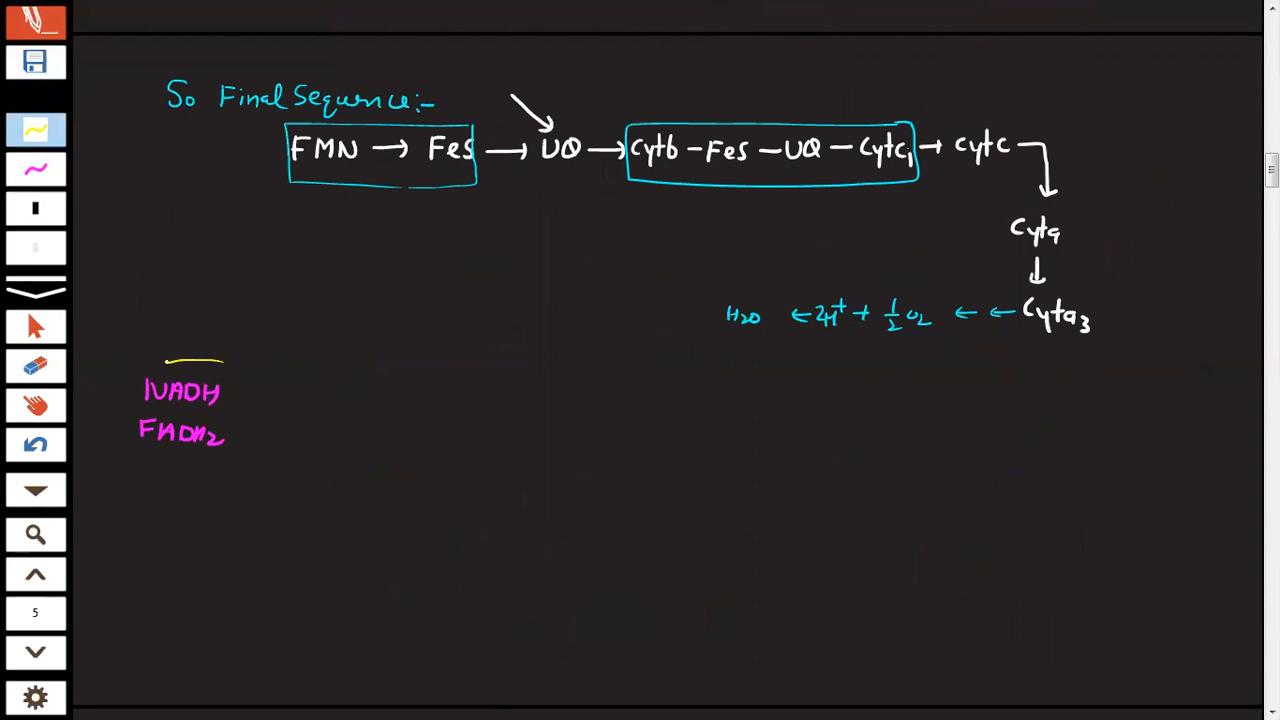 So Final Sequence:-
FMN → FeS → UQ → Cytb - FeS - UQ - Cytc₁ → Cytc
Cyta
↓
H2O ← 2H⁺ + 1/2 O2 ← ← Cyta₃
NADH
FADH2
5